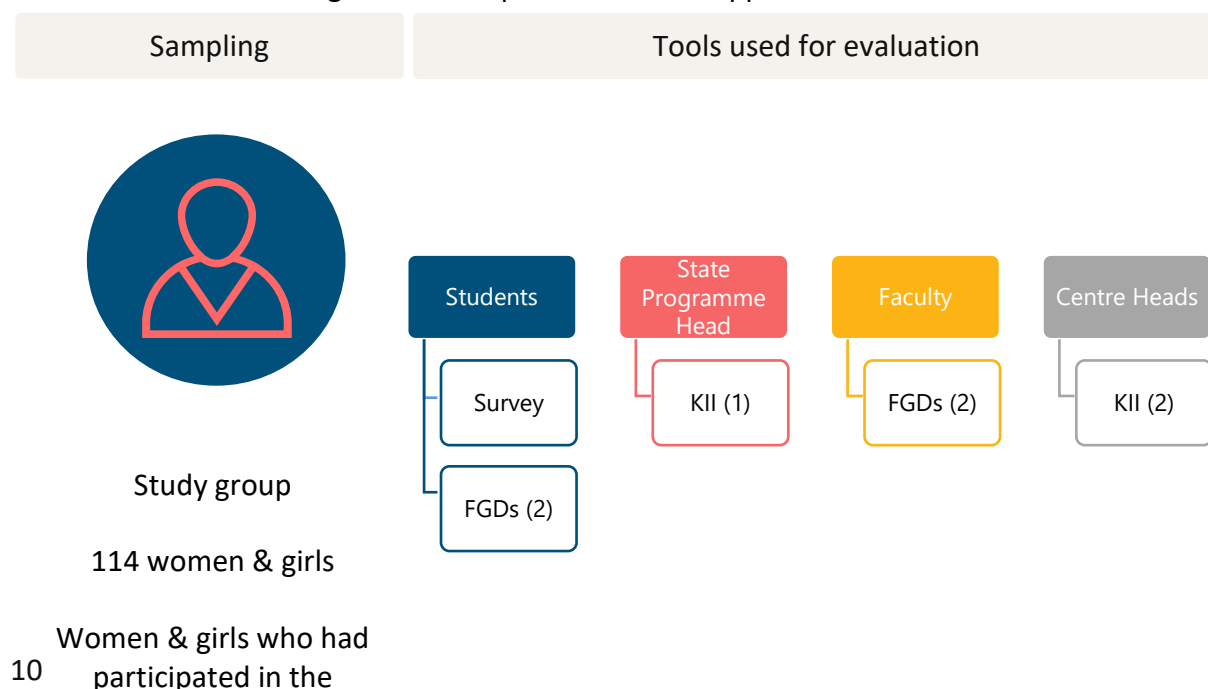 Sampling
Tools used for evaluation
Students
State
Programme
Head
Faculty
Centre Heads
Survey
KII (1)
FGDs (2)
KII (2)
FGDs (2)
Study group
114 women & girls
Women & girls who had
participated in the
10